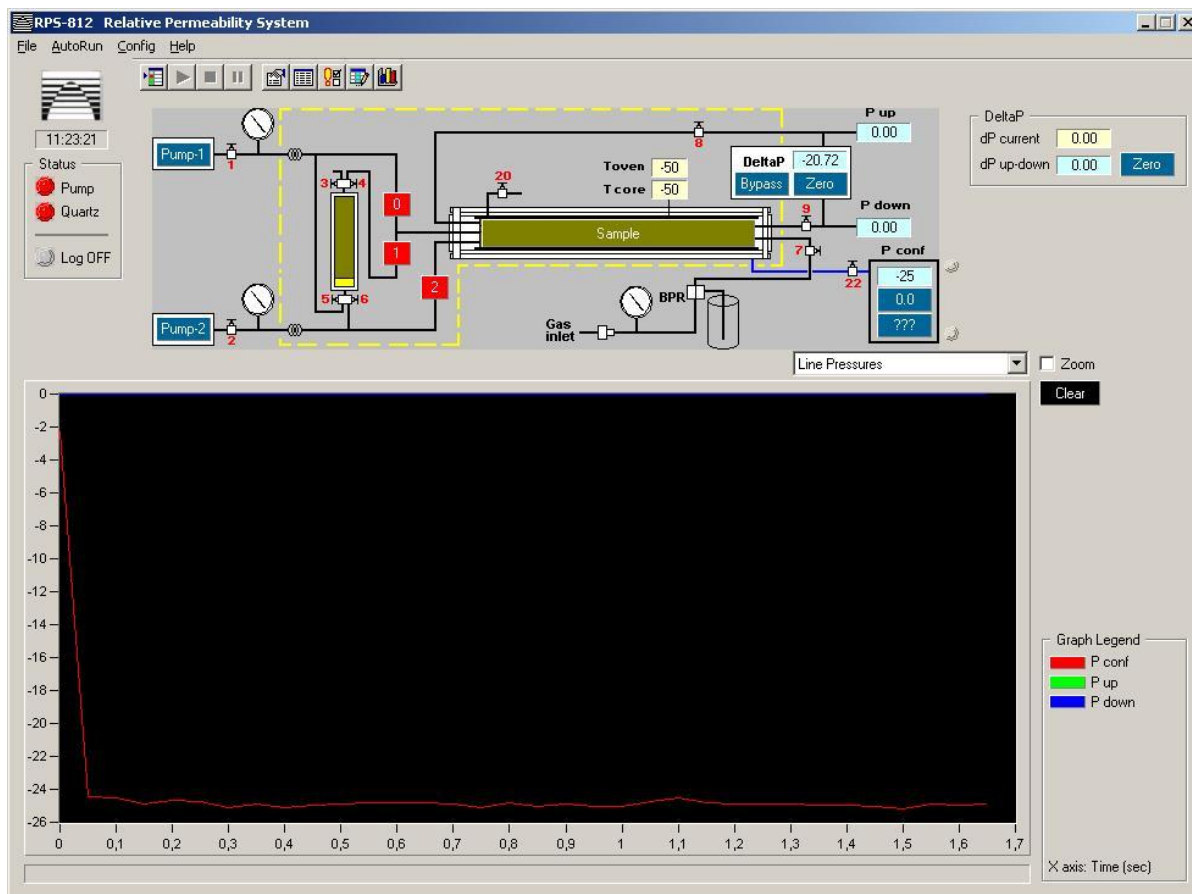 RPS-812 Relative Permeability System
File AutoRun Config Help
11:23:21
Status
Pump
Quartz
Log OFF
Pump-1
1
3
4
0
1
2
5
6
Pump-2
2
20
Toven -50
T core -50
Sample
8
P up
0.00
DeltaP -20.72
Bypass Zero
9
P down
0.00
7
P conf
-25
0.0
???
22
BPR
Gas
inlet
DeltaP
dP current 0.00
dP up-down 0.00 Zero
Line Pressures
Zoom
Clear
0
-2
-4
-6
-8
-10
-12
-14
-16
-18
-20
-22
-24
-26
0 0,1 0,2 0,3 0,4 0,5 0,6 0,7 0,8 0,9 1 1,1 1,2 1,3 1,4 1,5 1,6 1,7
Graph Legend
P conf
P up
P down
X axis: Time (sec)